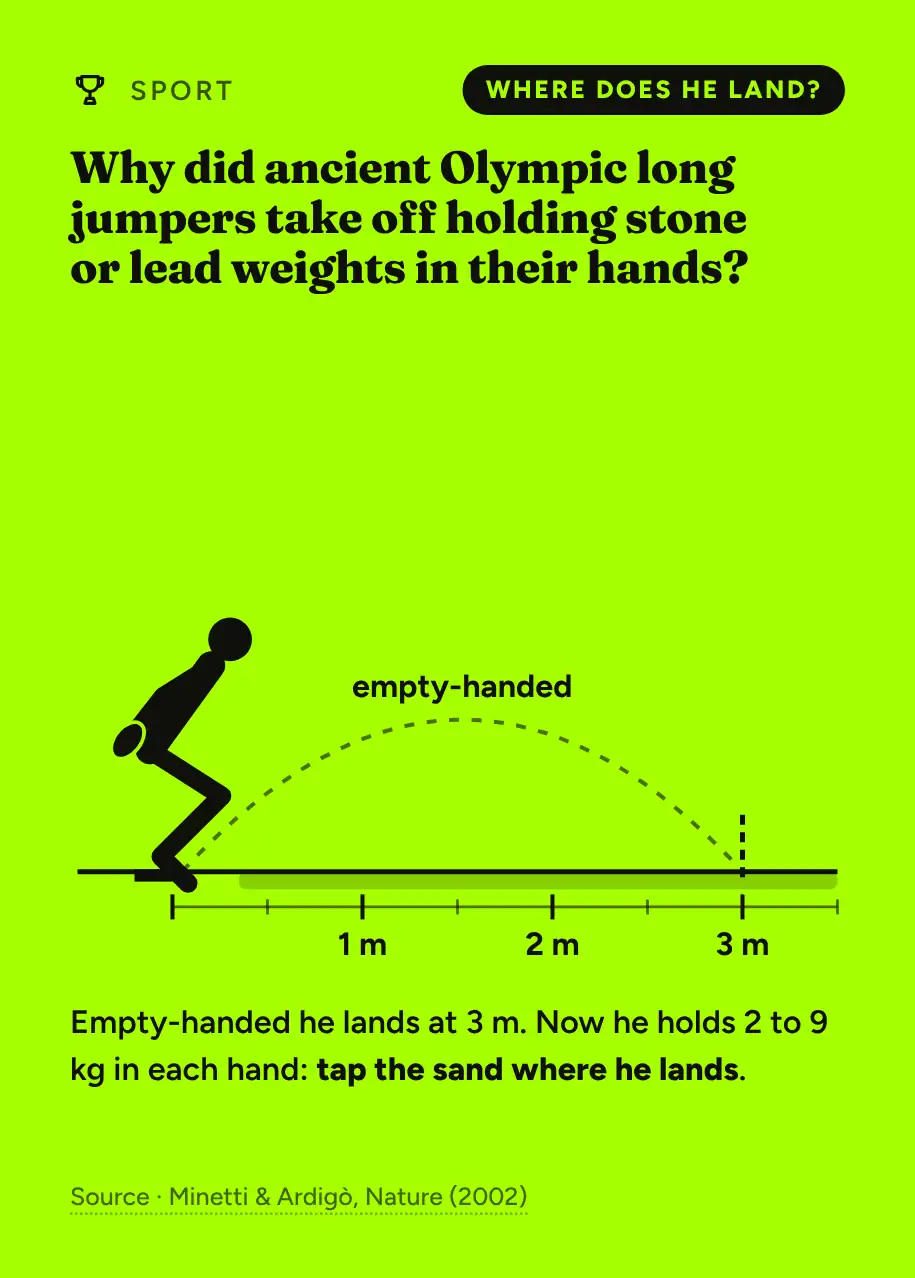 SPORT
WHERE DOES HE LAND?
Why did ancient Olympic long
jumpers take off holding stone
or lead weights in their hands?
empty-handed
1 m
2 m
3 m
Empty-handed he lands at 3 m. Now he holds 2 to 9
kg in each hand: tap the sand where he lands.
Source · Minetti & Ardigò, Nature (2002)